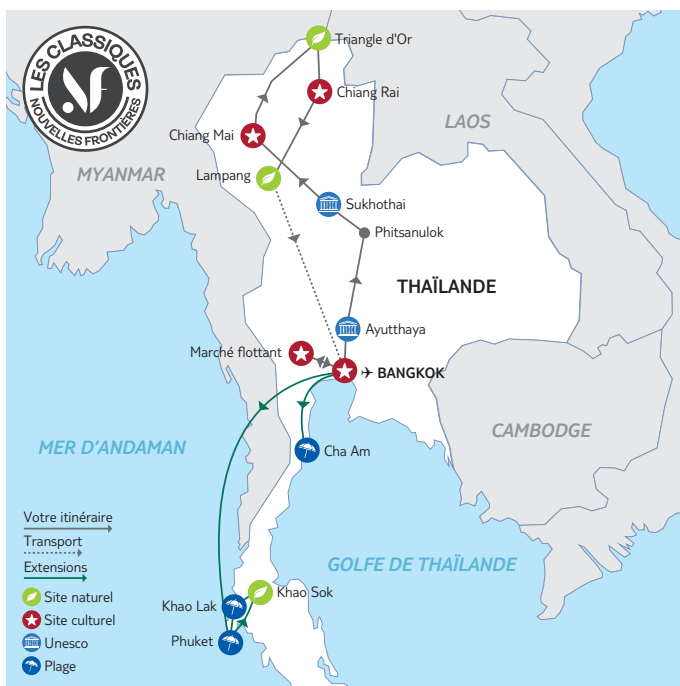 LES CLASSIQUES
NF
NOUVELLES FRONTIÈRES
Triangle d'Or
Chiang Rai
LAOS
Chiang Mai
MYANMAR
Lampang
Sukhothai
Phitsanulok
THAÏLANDE
Ayutthaya
Marché flottant
BANGKOK
CAMBODGE
MER D'ANDAMAN
Cha Am
Votre itinéraire
Transport
GOLFE DE THAÏLANDE
Extensions
Site naturel
Khao Sok
Khao Lak
Site culturel
Unesco
Phuket
Plage